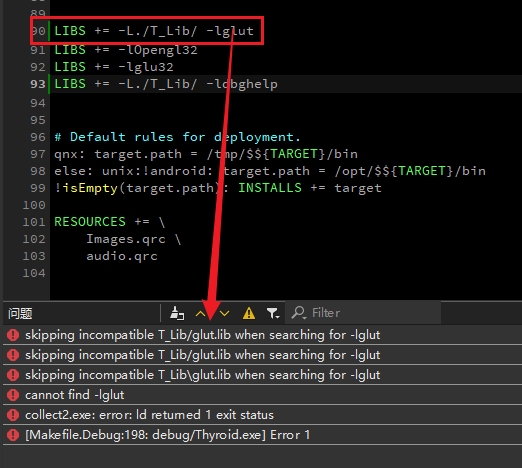 89
90 LIBS += -L./T_Lib/ -lglut
91 LIBS += -lOpengl32
92 LIBS += -lglu32
93 LIBS += -L./T_Lib/ -ldbghelp
94
95
96 # Default rules for deployment.
97 qnx: target.path = /tmp/$${TARGET}/bin
98 else: unix:!android: target.path = /opt/$${TARGET}/bin
99 !isEmpty(target.path): INSTALLS += target
100
101 RESOURCES += \
102 Images.qrc \
103 audio.qrc
104
问题 Filter
skipping incompatible T_Lib/glut.lib when searching for -lglut
skipping incompatible T_Lib/glut.lib when searching for -lglut
skipping incompatible T_Lib\glut.lib when searching for -lglut
cannot find -lglut
collect2.exe: error: ld returned 1 exit status
[Makefile.Debug:198: debug/Thyroid.exe] Error 1